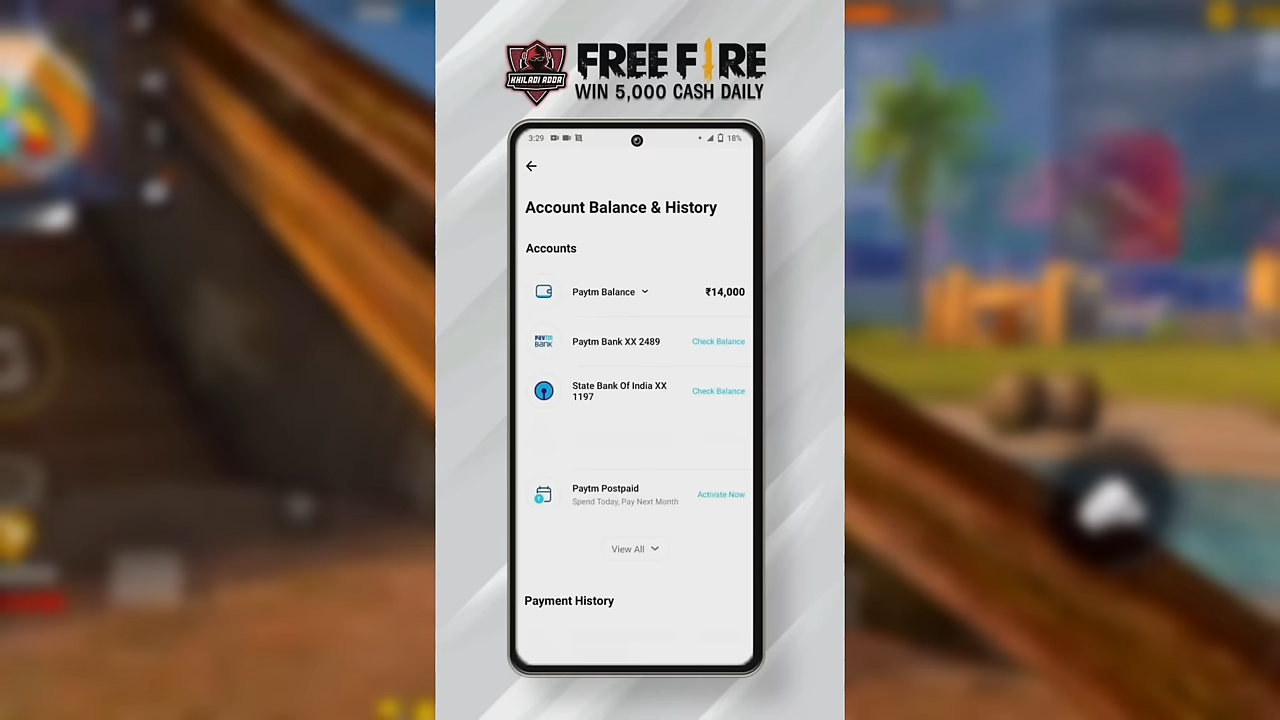 KHILADI ADDA
FREE FIRE
WIN 5,000 CASH DAILY
3:29
18%
Account Balance & History
Accounts
Paytm Balance
₹14,000
PAYTM BANK
Paytm Bank XX 2489
Check Balance
State Bank Of India XX
1197
Check Balance
Paytm Postpaid
Activate Now
Spend Today, Pay Next Month
View All
Payment History